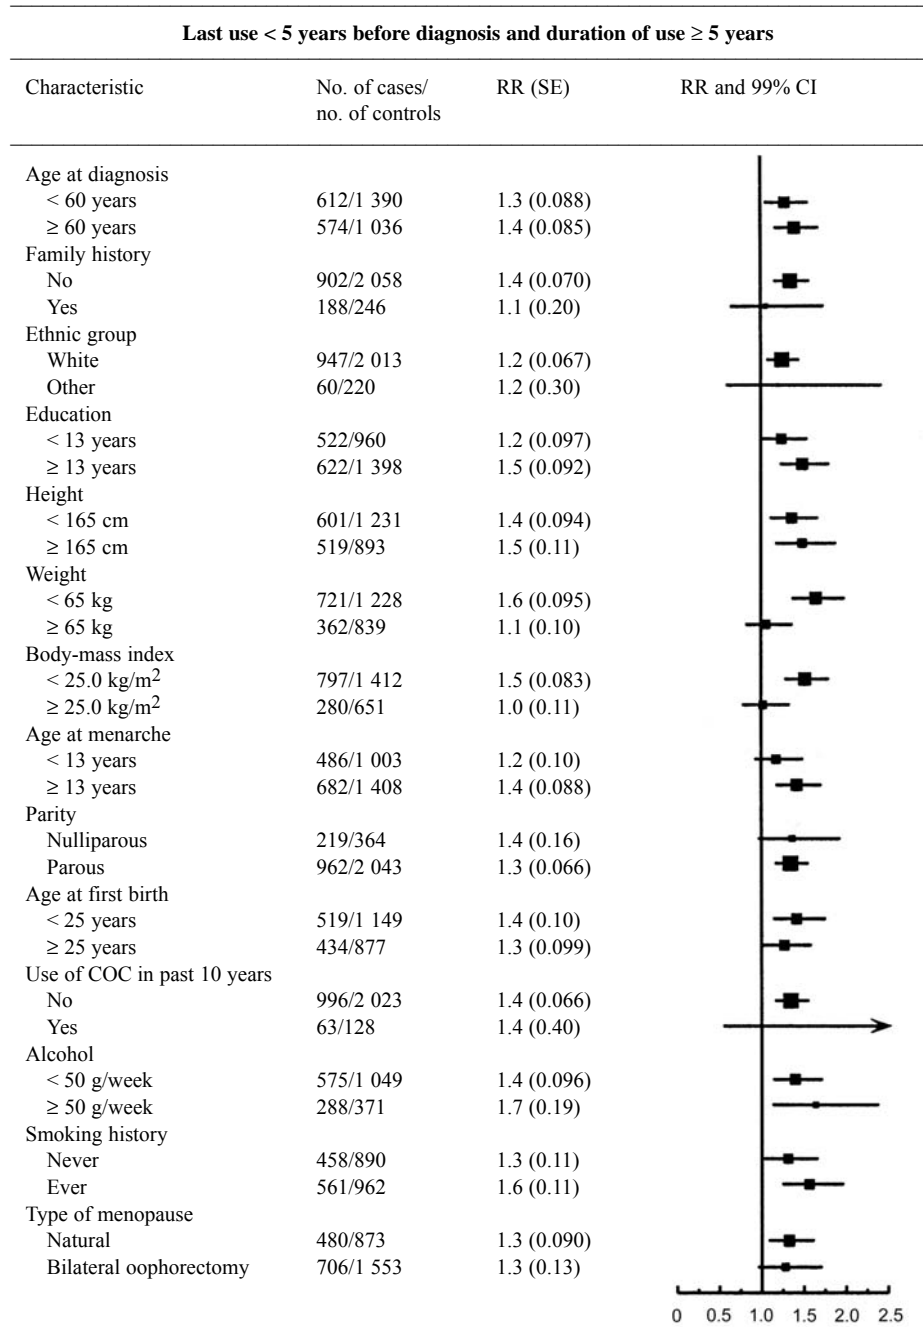 Last use < 5 years before diagnosis and duration of use ≥ 5 years
Characteristic No. of cases/ RR (SE) RR and 99% CI
no. of controls
Age at diagnosis
< 60 years 612/1 390 1.3 (0.088)
≥ 60 years 574/1 036 1.4 (0.085)
Family history
No 902/2 058 1.4 (0.070)
Yes 188/246 1.1 (0.20)
Ethnic group
White 947/2 013 1.2 (0.067)
Other 60/220 1.2 (0.30)
Education
< 13 years 522/960 1.2 (0.097)
≥ 13 years 622/1 398 1.5 (0.092)
Height
< 165 cm 601/1 231 1.4 (0.094)
≥ 165 cm 519/893 1.5 (0.11)
Weight
< 65 kg 721/1 228 1.6 (0.095)
≥ 65 kg 362/839 1.1 (0.10)
Body-mass index
< 25.0 kg/m² 797/1 412 1.5 (0.083)
≥ 25.0 kg/m² 280/651 1.0 (0.11)
Age at menarche
< 13 years 486/1 003 1.2 (0.10)
≥ 13 years 682/1 408 1.4 (0.088)
Parity
Nulliparous 219/364 1.4 (0.16)
Parous 962/2 043 1.3 (0.066)
Age at first birth
< 25 years 519/1 149 1.4 (0.10)
≥ 25 years 434/877 1.3 (0.099)
Use of COC in past 10 years
No 996/2 023 1.4 (0.066)
Yes 63/128 1.4 (0.40)
Alcohol
< 50 g/week 575/1 049 1.4 (0.096)
≥ 50 g/week 288/371 1.7 (0.19)
Smoking history
Never 458/890 1.3 (0.11)
Ever 561/962 1.6 (0.11)
Type of menopause
Natural 480/873 1.3 (0.090)
Bilateral oophorectomy 706/1 553 1.3 (0.13)
0 0.5 1.0 1.5 2.0 2.5